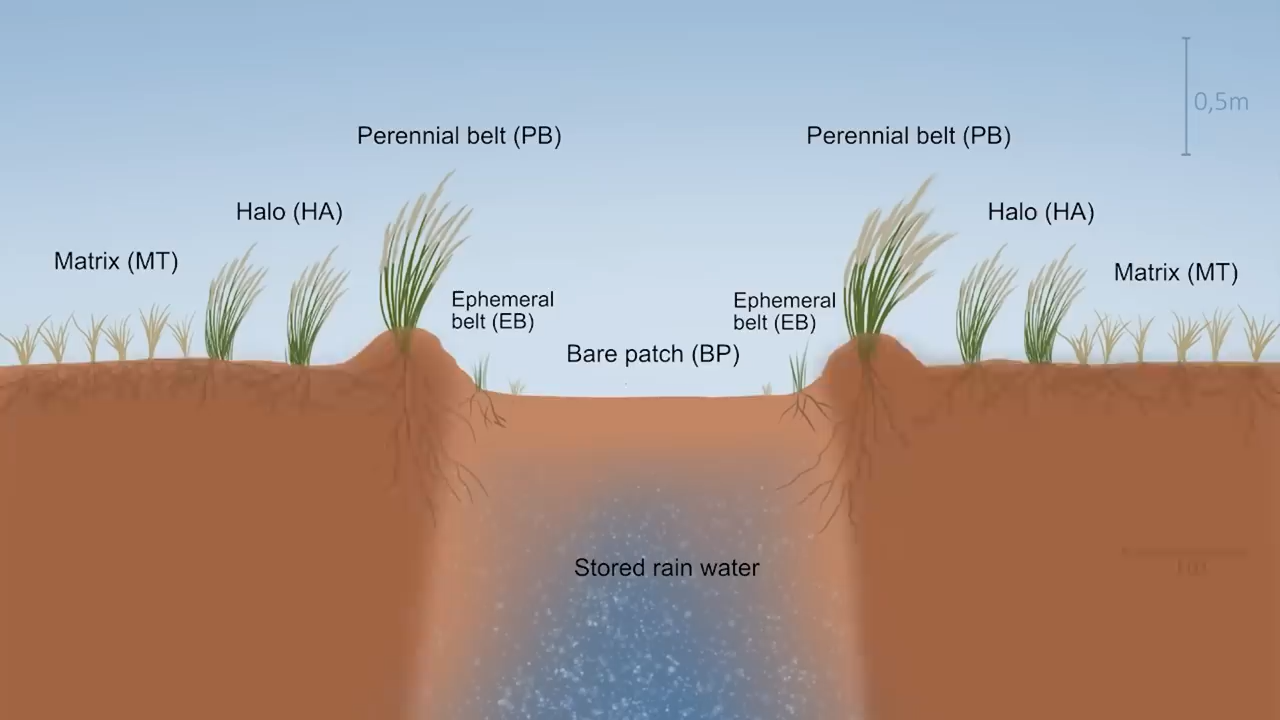 0,5m
Perennial belt (PB)
Perennial belt (PB)
Halo (HA)
Halo (HA)
Matrix (MT)
Matrix (MT)
Ephemeral
belt (EB)
Ephemeral
belt (EB)
Bare patch (BP)
Stored rain water